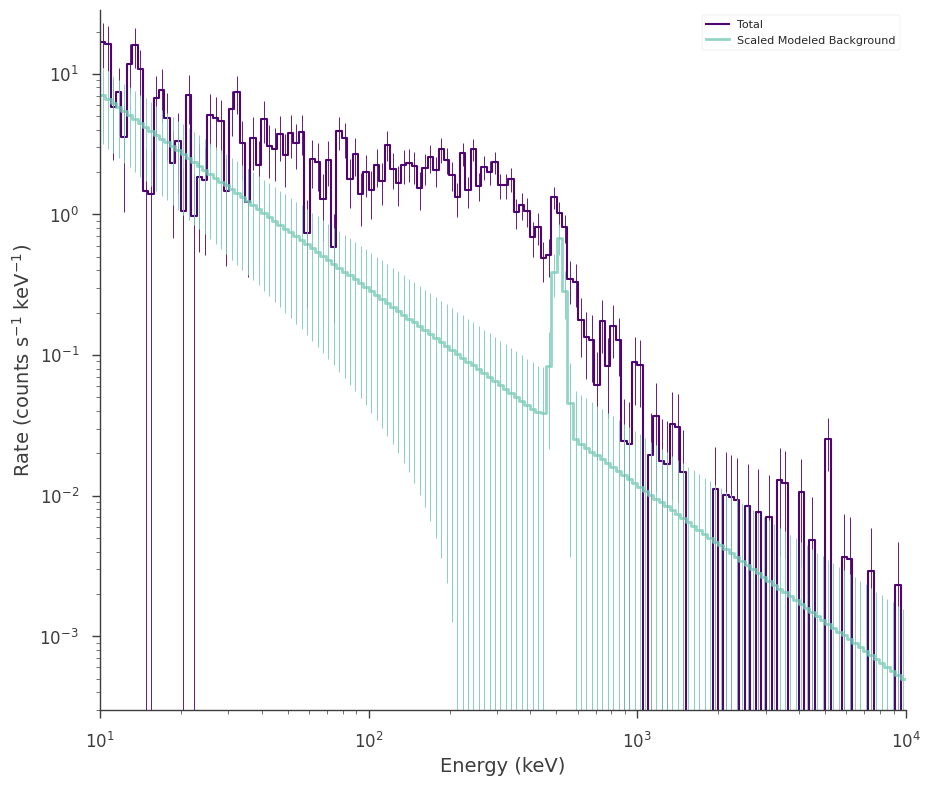 Total
Scaled Modeled Background
Rate (counts s⁻¹ keV⁻¹)
10¹
10⁰
10⁻¹
10⁻²
10⁻³
10¹ 10² 10³ 10⁴
Energy (keV)